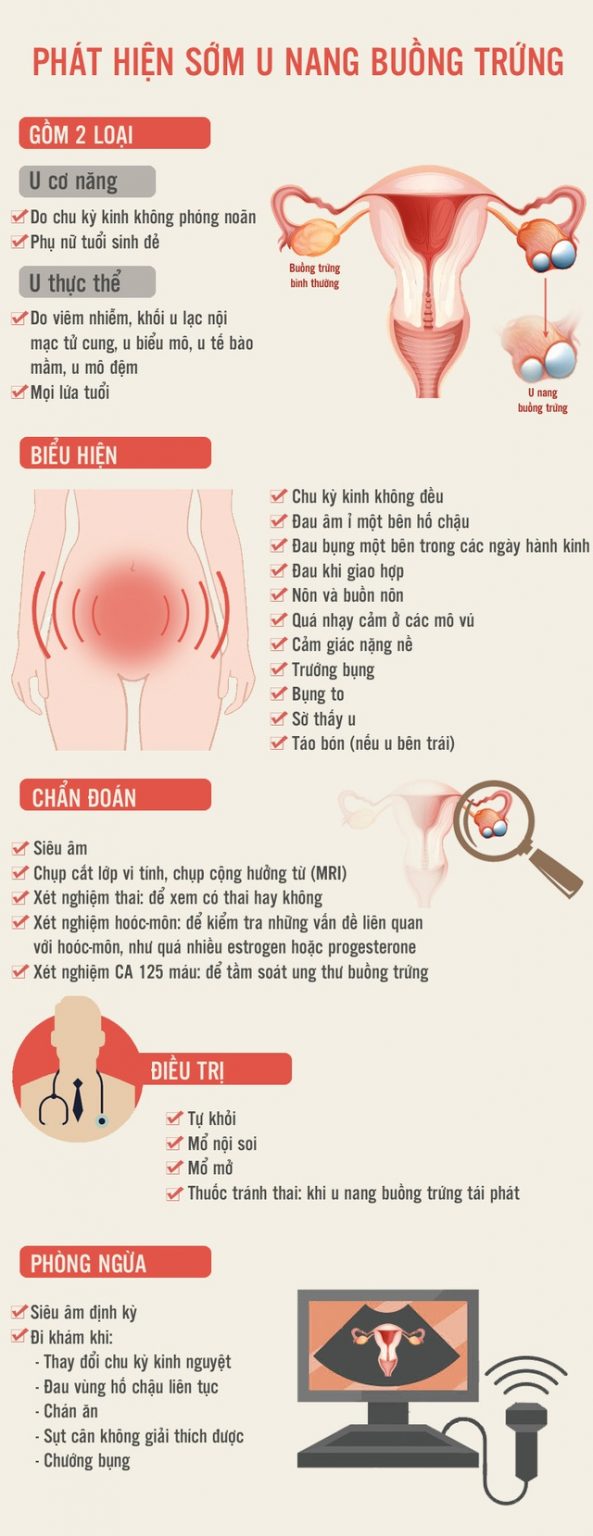 PHÁT HIỆN SỚM U NANG BUỒNG TRỨNG
GỒM 2 LOẠI
U cơ năng
Do chu kỳ kinh không phóng noãn
Phụ nữ tuổi sinh đẻ
U thực thể
Do viêm nhiễm, khối u lạc nội
mạc tử cung, u biểu mô, u tế bào
mầm, u mô đệm
Mọi lứa tuổi
Buồng trứng
bình thường
U nang
buồng trứng
BIỂU HIỆN
Chu kỳ kinh không đều
Đau âm ỉ một bên hố chậu
Đau bụng một bên trong các ngày hành kinh
Đau khi giao hợp
Nôn và buồn nôn
Quá nhạy cảm ở các mô vú
Cảm giác nặng nề
Trướng bụng
Bụng to
Sờ thấy u
Táo bón (nếu u bên trái)
CHẨN ĐOÁN
Siêu âm
Chụp cắt lớp vi tính, chụp cộng hưởng từ (MRI)
Xét nghiệm thai: để xem có thai hay không
Xét nghiệm hoóc-môn: để kiểm tra những vấn đề liên quan
với hoóc-môn, như quá nhiều estrogen hoặc progesterone
Xét nghiệm CA 125 máu: để tầm soát ung thư buồng trứng
ĐIỀU TRỊ
Tự khỏi
Mổ nội soi
Mổ mở
Thuốc tránh thai: khi u nang buồng trứng tái phát
PHÒNG NGỪA
Siêu âm định kỳ
Đi khám khi:
- Thay đổi chu kỳ kinh nguyệt
- Đau vùng hố chậu liên tục
- Chán ăn
- Sụt cân không giải thích được
- Chướng bụng